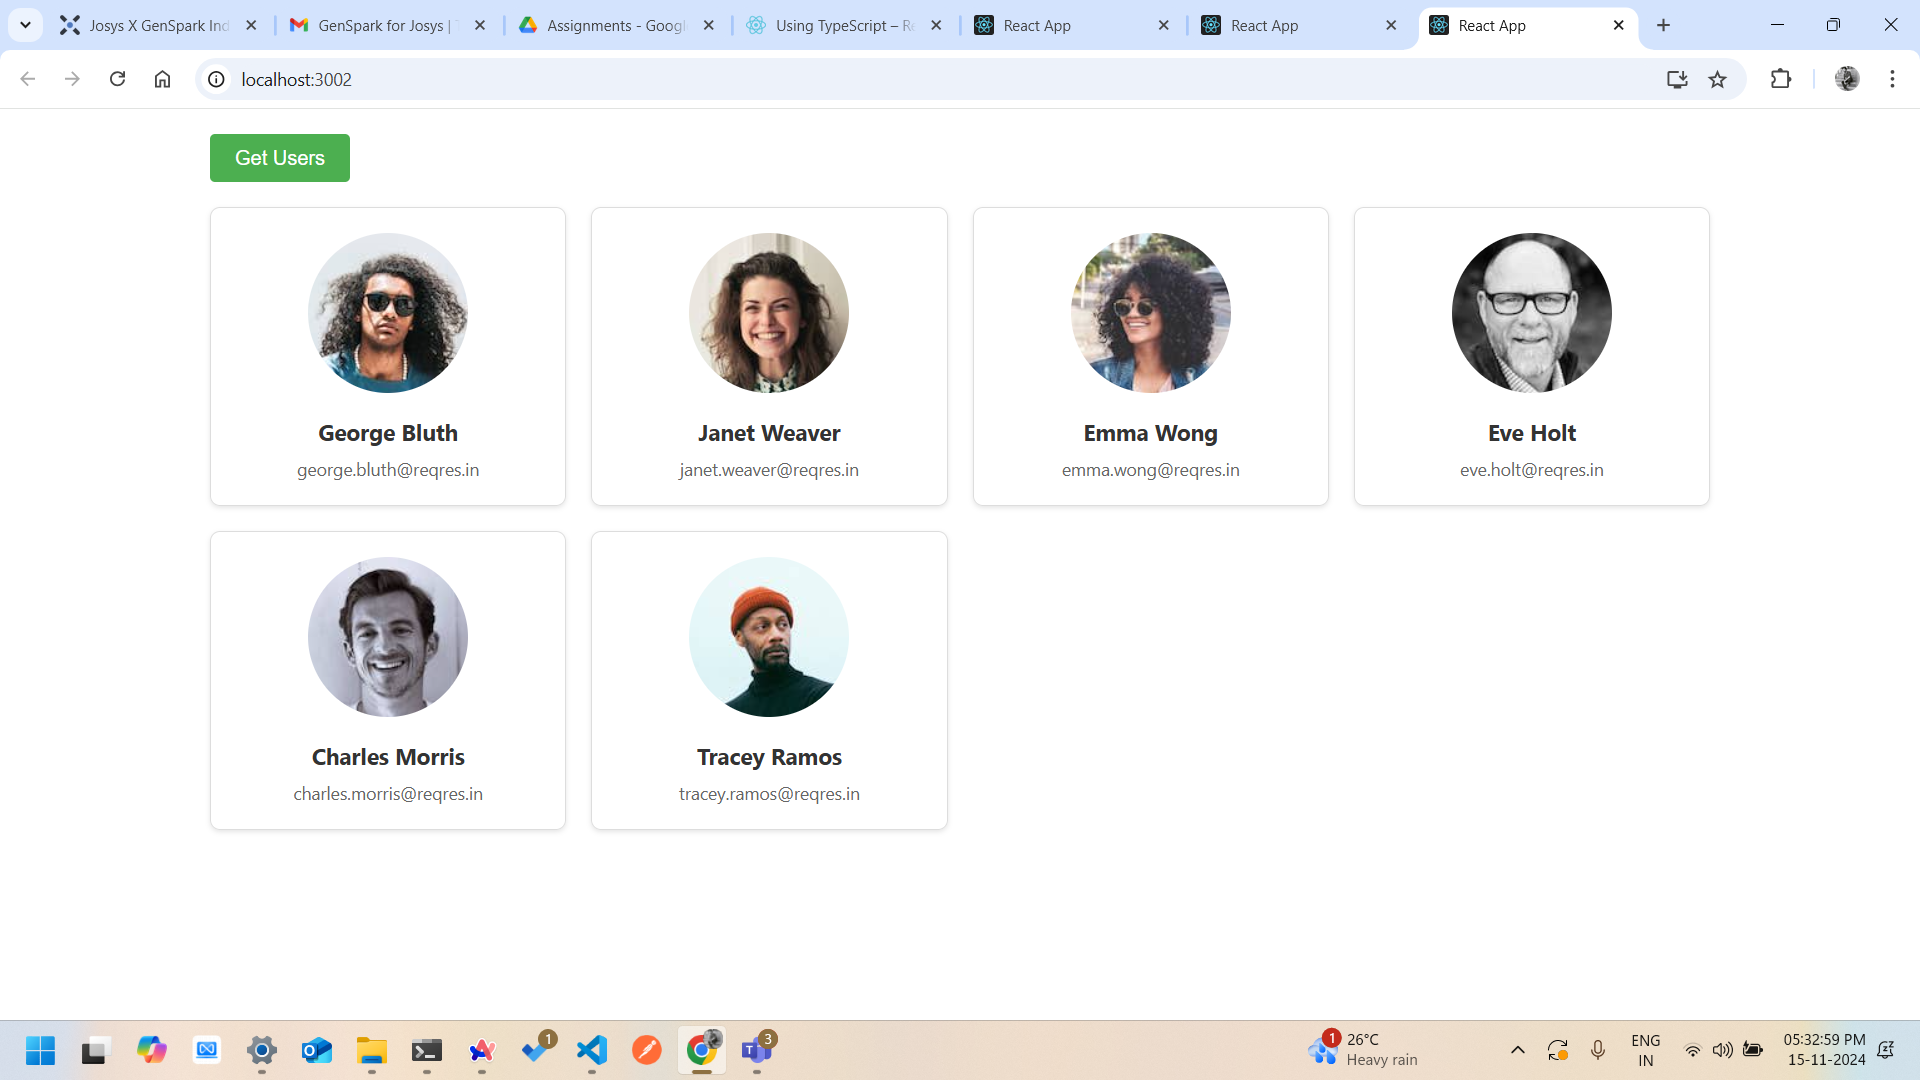 Josys X GenSpark Ind
GenSpark for Josys |
Assignments - Googl
Using TypeScript – Re
React App
React App
React App
localhost:3002
Get Users
George Bluth
george.bluth@reqres.in
Janet Weaver
janet.weaver@reqres.in
Emma Wong
emma.wong@reqres.in
Eve Holt
eve.holt@reqres.in
Charles Morris
charles.morris@reqres.in
Tracey Ramos
tracey.ramos@reqres.in
1
3
1
26°C
Heavy rain
ENG
IN
05:32:59 PM
15-11-2024